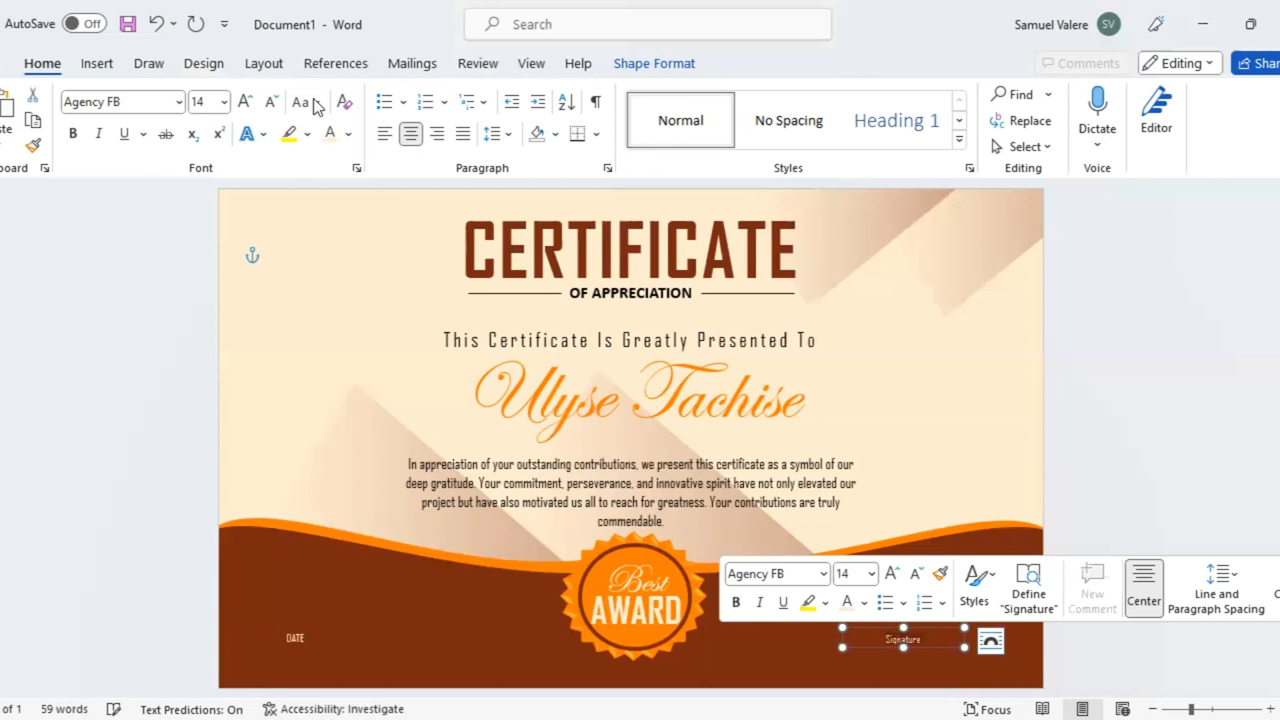 AutoSave Off Document1 - Word Search Samuel Valere SV
Home Insert Draw Design Layout References Mailings Review View Help Shape Format Comments Editing
Agency FB 14 Aa Normal No Spacing Heading 1 Find Replace Select Dictate Editor
Font Paragraph Styles Editing Voice
CERTIFICATE
OF APPRECIATION
This Certificate Is Greatly Presented To
Ulyse Tachise
In appreciation of your outstanding contributions, we present this certificate as a symbol of our
deep gratitude. Your commitment, perseverance, and innovative spirit have not only elevated our
project but have also motivated us all to reach for greatness. Your contributions are truly
commendable.
Best
AWARD
DATE
Signature
Agency FB 14 Styles Define "Signature" New Comment Center Line and Paragraph Spacing
of 1 59 words Text Predictions: On Accessibility: Investigate Focus